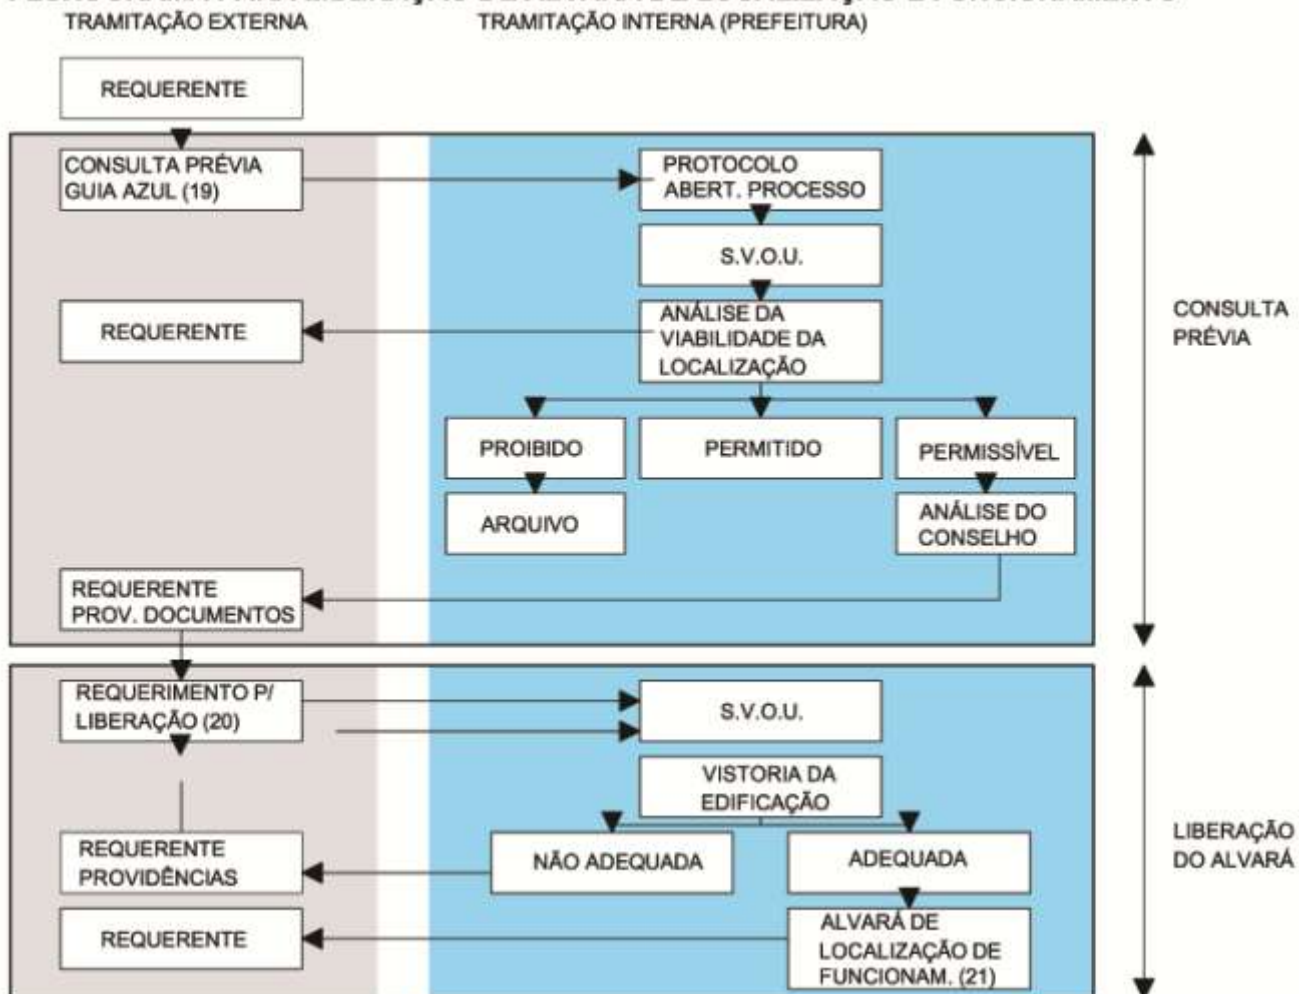 TRAMITAÇÃO EXTERNA
TRAMITAÇÃO INTERNA (PREFEITURA)
REQUERENTE
CONSULTA PRÉVIA
GUIA AZUL (19)
PROTOCOLO
ABERT. PROCESSO
S.V.O.U.
REQUERENTE
ANÁLISE DA
VIABILIDADE DA
LOCALIZAÇÃO
CONSULTA
PRÉVIA
PROIBIDO
PERMITIDO
PERMISSÍVEL
ARQUIVO
ANÁLISE DO
CONSELHO
REQUERENTE
PROV. DOCUMENTOS
REQUERIMENTO P/
LIBERAÇÃO (20)
S.V.O.U.
VISTORIA DA
EDIFICAÇÃO
LIBERAÇÃO
DO ALVARÁ
REQUERENTE
PROVIDÊNCIAS
NÃO ADEQUADA
ADEQUADA
REQUERENTE
ALVARÁ DE
LOCALIZAÇÃO DE
FUNCIONAM. (21)